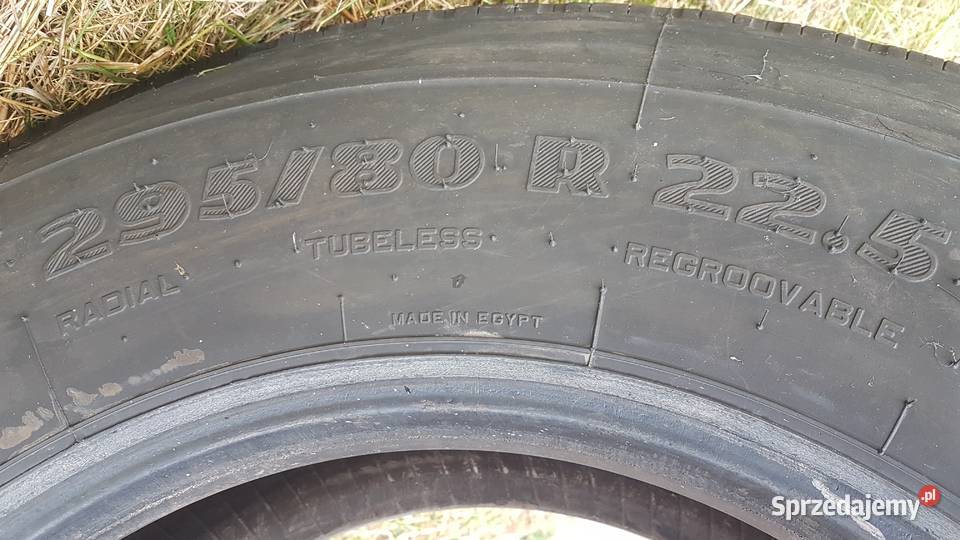 295/80 R 22.5
RADIAL TUBELESS REGROOVABLE
MADE IN EGYPT
Sprzedajemy.pl